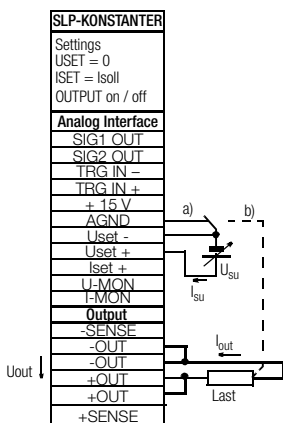 SLP-KONSTANTER
Settings
USET = 0
ISET = Isoll
OUTPUT on / off
Analog Interface
SIG1 OUT
SIG2 OUT
TRG IN –
TRG IN +
+ 15 V
AGND
Uset -
Uset +
Iset +
U-MON
I-MON
Output
-SENSE
-OUT
-OUT
+OUT
+OUT
+SENSE
a)
b)
Usu
Isu
Iout
Uout
Last